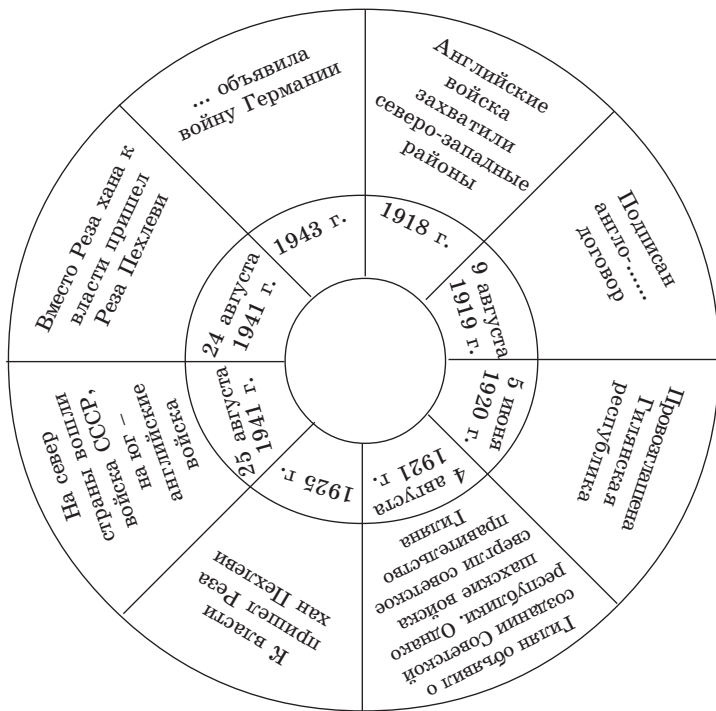 Английские
войска
захватили
северо-западные
районы
1918 г.
Подписан
англо-......
договор
9 августа
1919 г.
Провозглашена
Гилянская
республика
5 июня
1920 г.
Гилян объявил о
создании Советской
республики. Однако
шахские войска
свергли советское
правительство
Гиляна
4 августа
1921 г.
К власти
пришел Реза
хан Пехлеви
1925 г.
На север
страны вошли
войска СССР,
на юг –
английские
войска
25 августа
1941 г.
Вместо Реза хана к
власти пришел
Реза Пехлеви
24 августа
1941 г.
... объявила
войну Германии
1943 г.